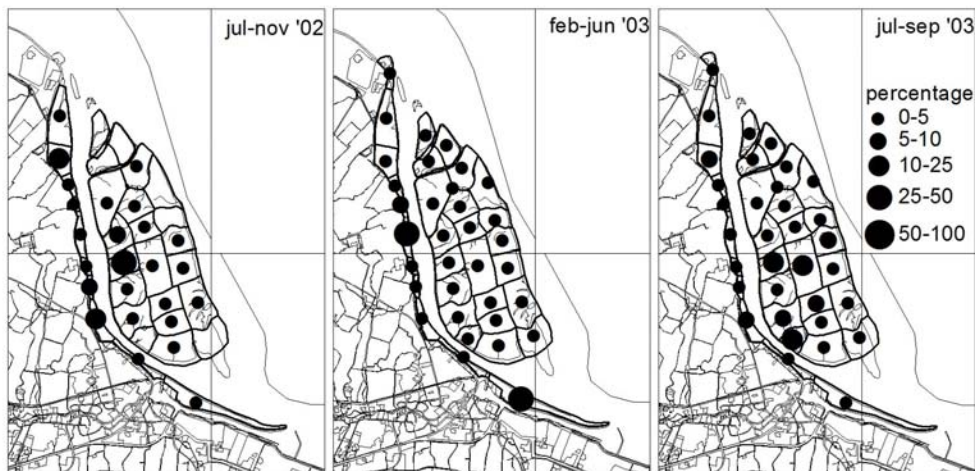 jul-nov '02
feb-jun '03
jul-sep '03
percentage
0-5
5-10
10-25
25-50
50-100